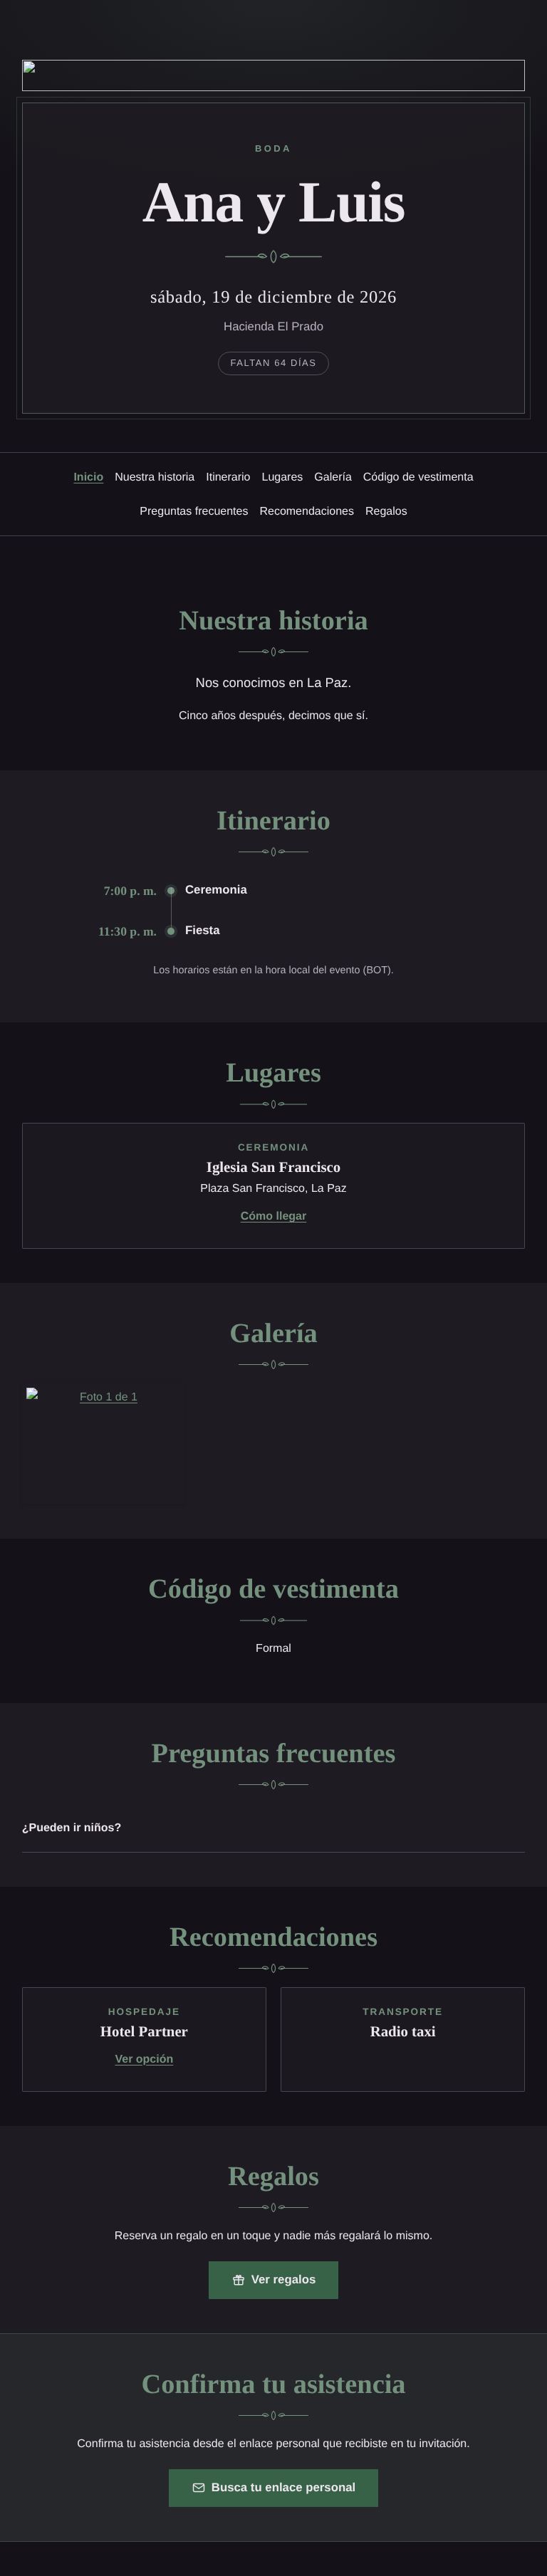 BODA
Ana y Luis
sábado, 19 de diciembre de 2026
Hacienda El Prado
FALTAN 64 DÍAS
Inicio Nuestra historia Itinerario Lugares Galería Código de vestimenta
Preguntas frecuentes Recomendaciones Regalos
Nuestra historia
Nos conocimos en La Paz.
Cinco años después, decimos que sí.
Itinerario
7:00 p. m. Ceremonia
11:30 p. m. Fiesta
Los horarios están en la hora local del evento (BOT).
Lugares
CEREMONIA
Iglesia San Francisco
Plaza San Francisco, La Paz
Cómo llegar
Galería
Foto 1 de 1
Código de vestimenta
Formal
Preguntas frecuentes
¿Pueden ir niños?
Recomendaciones
HOSPEDAJE
Hotel Partner
Ver opción
TRANSPORTE
Radio taxi
Regalos
Reserva un regalo en un toque y nadie más regalará lo mismo.
Ver regalos
Confirma tu asistencia
Confirma tu asistencia desde el enlace personal que recibiste en tu invitación.
Busca tu enlace personal